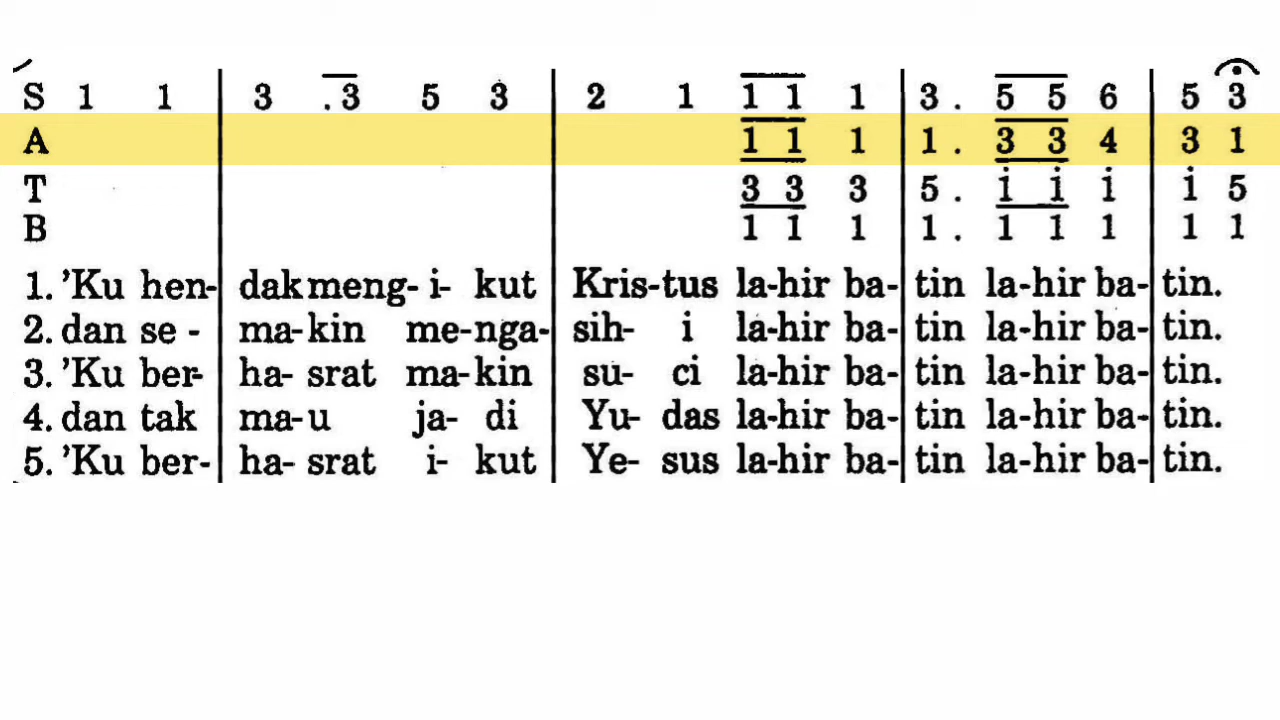 S 1 1 | 3 .3 5 3 | 2 1 1 1 1 | 3 . 5 5 6 | 5 3
A 1 1 1 | 1 . 3 3 4 | 3 1
T 3 3 3 | 5 . i i i | i 5
B 1 1 1 | 1 . 1 1 1 | 1 1
1. ’Ku hen- dak meng- i- kut Kris-tus la-hir ba- tin la-hir ba- tin.
2. dan se - ma-kin me-nga- sih- i la-hir ba- tin la-hir ba- tin.
3. ’Ku ber- ha- srat ma-kin su- ci la-hir ba- tin la-hir ba- tin.
4. dan tak ma-u ja- di Yu- das la-hir ba- tin la-hir ba- tin.
5. ’Ku ber- ha- srat i- kut Ye- sus la-hir ba- tin la-hir ba- tin.